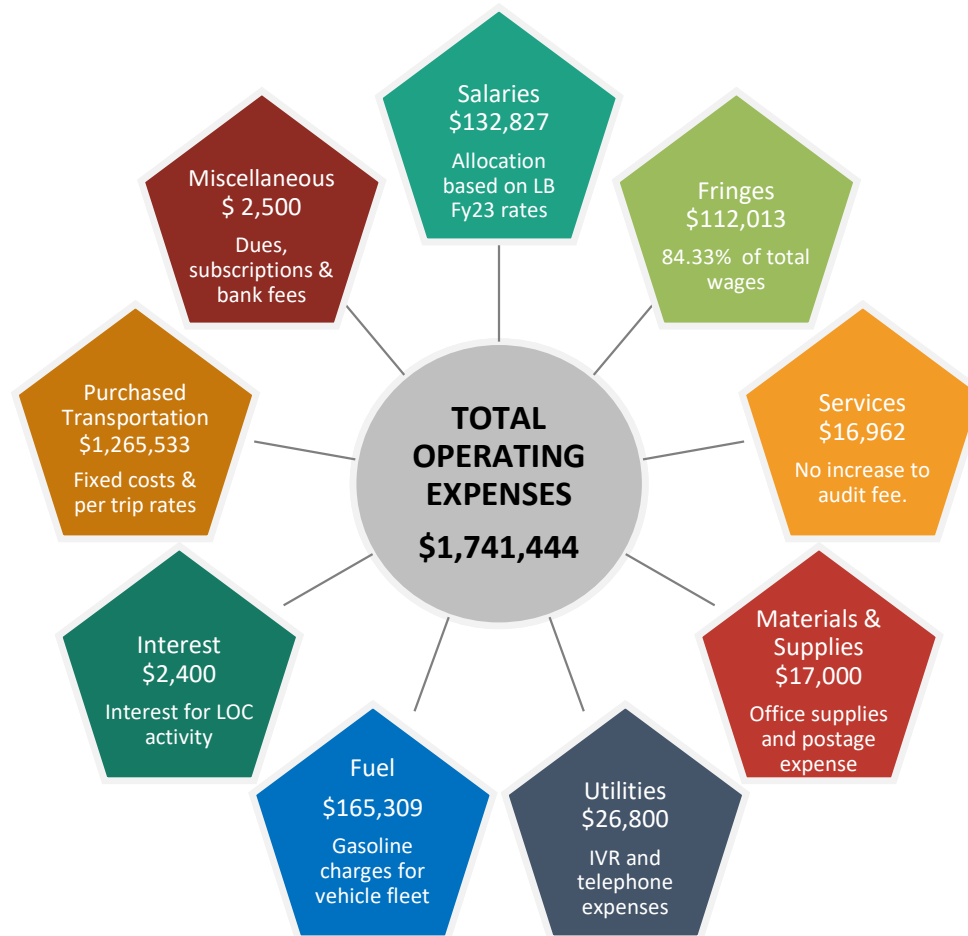 Salaries
$132,827
Allocation
based on LB
Fy23 rates
Fringes
$112,013
84.33% of total
wages
Services
$16,962
No increase to
audit fee.
Materials &
Supplies
$17,000
Office supplies
and postage
expense
Utilities
$26,800
IVR and
telephone
expenses
Fuel
$165,309
Gasoline
charges for
vehicle fleet
Interest
$2,400
Interest for LOC
activity
Purchased
Transportation
$1,265,533
Fixed costs &
per trip rates
Miscellaneous
$ 2,500
Dues,
subscriptions &
bank fees
TOTAL
OPERATING
EXPENSES
$1,741,444